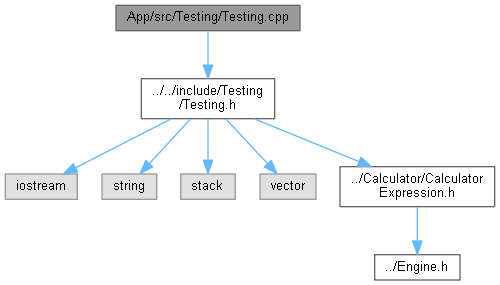 App/src/Testing/Testing.cpp
../../include/Testing
/Testing.h
iostream
string
stack
vector
../Calculator/Calculator
Expression.h
../Engine.h